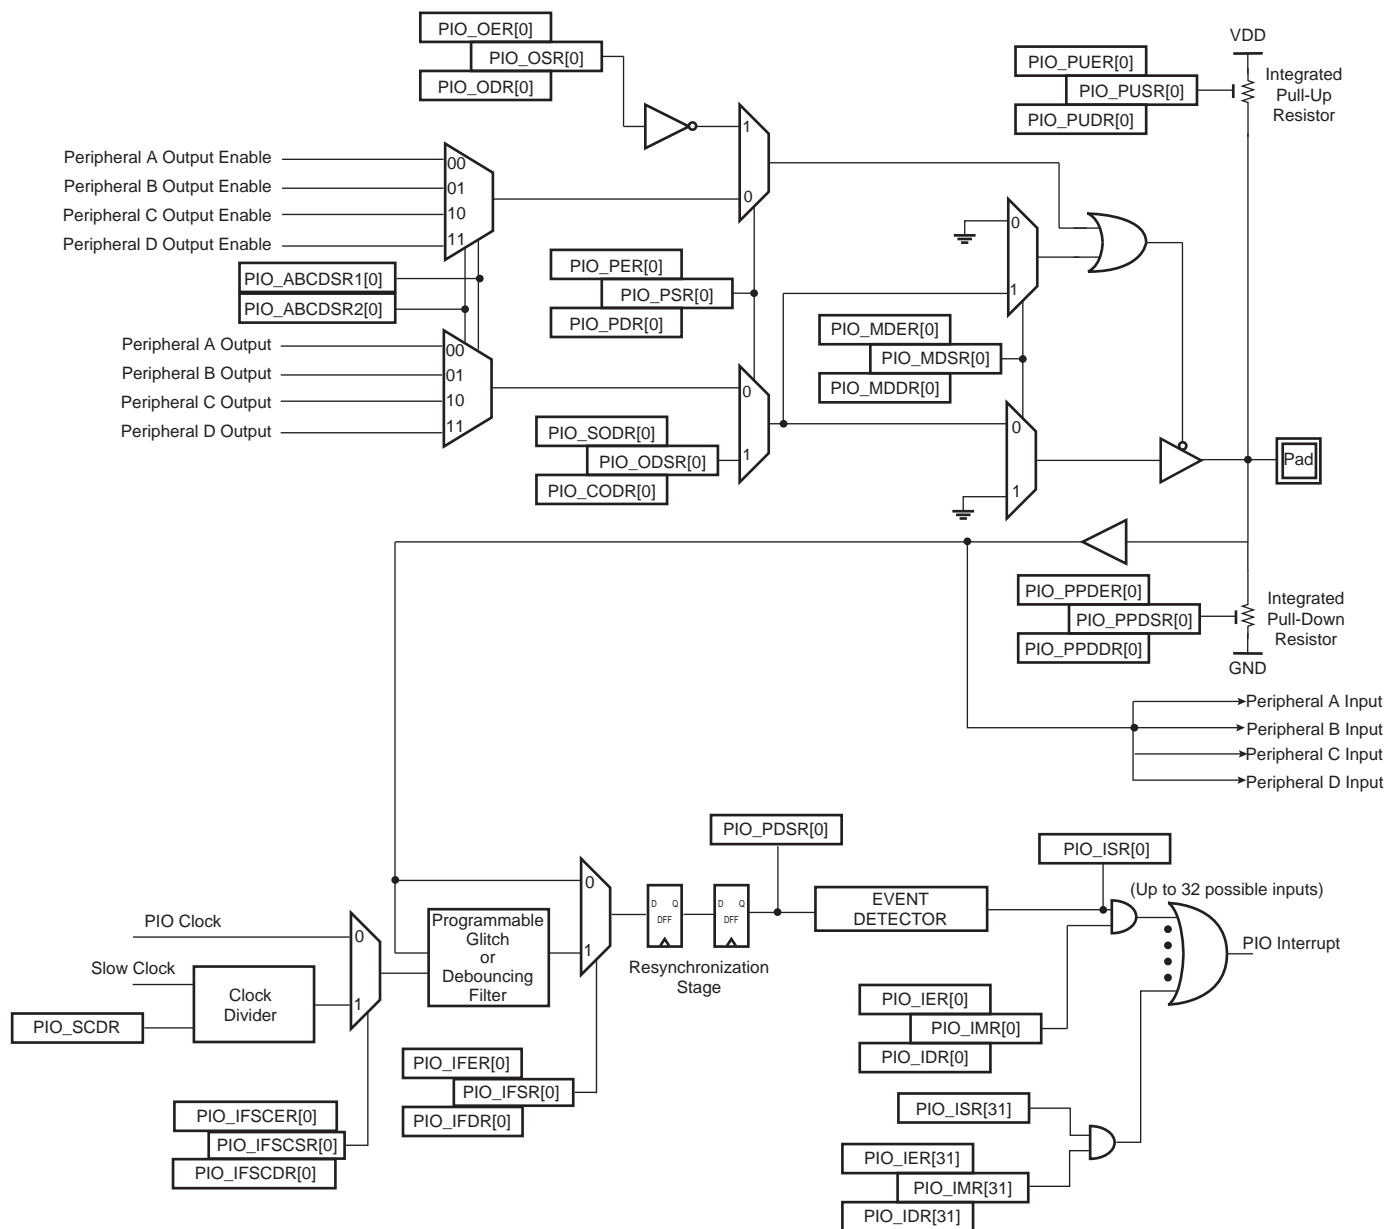 PIO_OER[0]
PIO_OSR[0]
PIO_ODR[0]
VDD
PIO_PUER[0]
PIO_PUSR[0]
PIO_PUDR[0]
Integrated
Pull-Up
Resistor
1
0
Peripheral A Output Enable
Peripheral B Output Enable
Peripheral C Output Enable
Peripheral D Output Enable
00
01
10
11
0
1
PIO_ABCDSR1[0]
PIO_ABCDSR2[0]
PIO_PER[0]
PIO_PSR[0]
PIO_PDR[0]
PIO_MDER[0]
PIO_MDSR[0]
PIO_MDDR[0]
Peripheral A Output
Peripheral B Output
Peripheral C Output
Peripheral D Output
00
01
10
11
0
1
PIO_SODR[0]
PIO_ODSR[0]
PIO_CODR[0]
0
1
Pad
PIO_PPDER[0]
PIO_PPDSR[0]
PIO_PPDDR[0]
Integrated
Pull-Down
Resistor
GND
Peripheral A Input
Peripheral B Input
Peripheral C Input
Peripheral D Input
PIO_PDSR[0]
PIO_ISR[0]
(Up to 32 possible inputs)
0
1
D Q
DFF
D Q
DFF
EVENT
DETECTOR
Resynchronization
Stage
PIO Interrupt
PIO Clock
Slow Clock
Clock
Divider
PIO_SCDR
0
1
Programmable
Glitch
or
Debouncing
Filter
PIO_IER[0]
PIO_IMR[0]
PIO_IDR[0]
PIO_IFER[0]
PIO_IFSR[0]
PIO_IFDR[0]
PIO_IFSCER[0]
PIO_IFSCSR[0]
PIO_IFSCDR[0]
PIO_ISR[31]
PIO_IER[31]
PIO_IMR[31]
PIO_IDR[31]